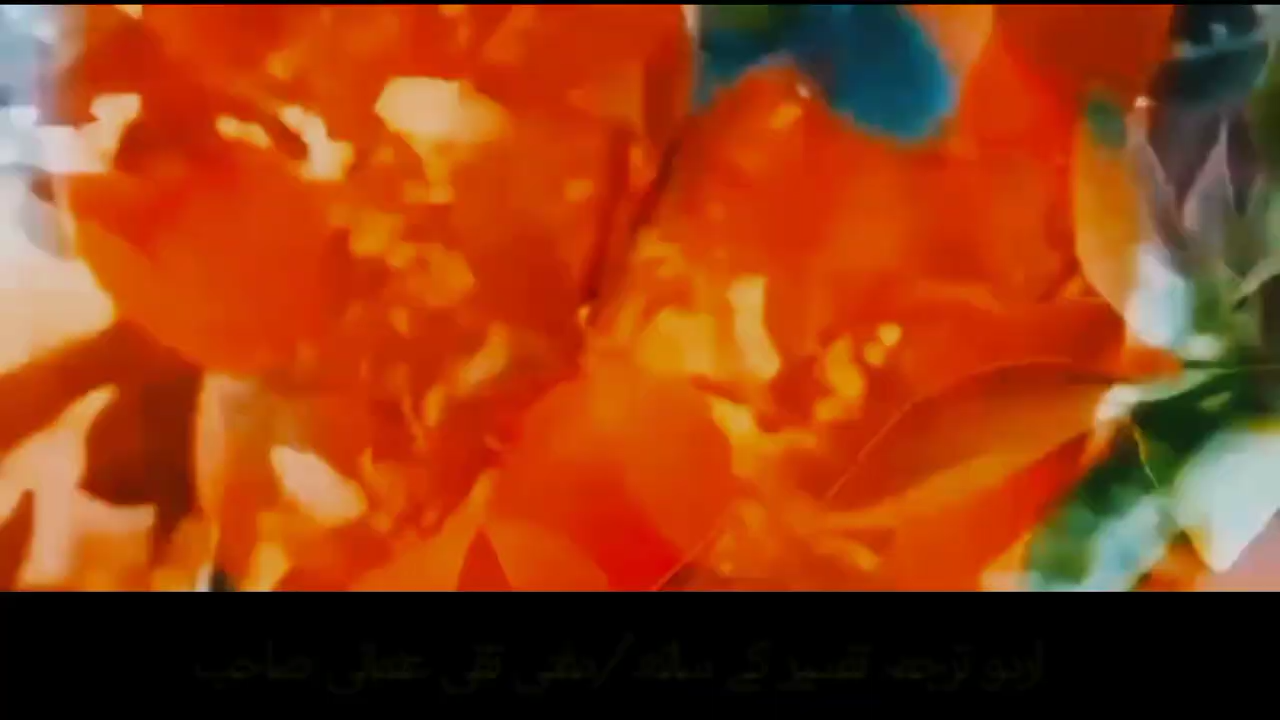 اردو ترجمہ تفسیر کے ساتھ/مفتی تقی عثمانی صاحب